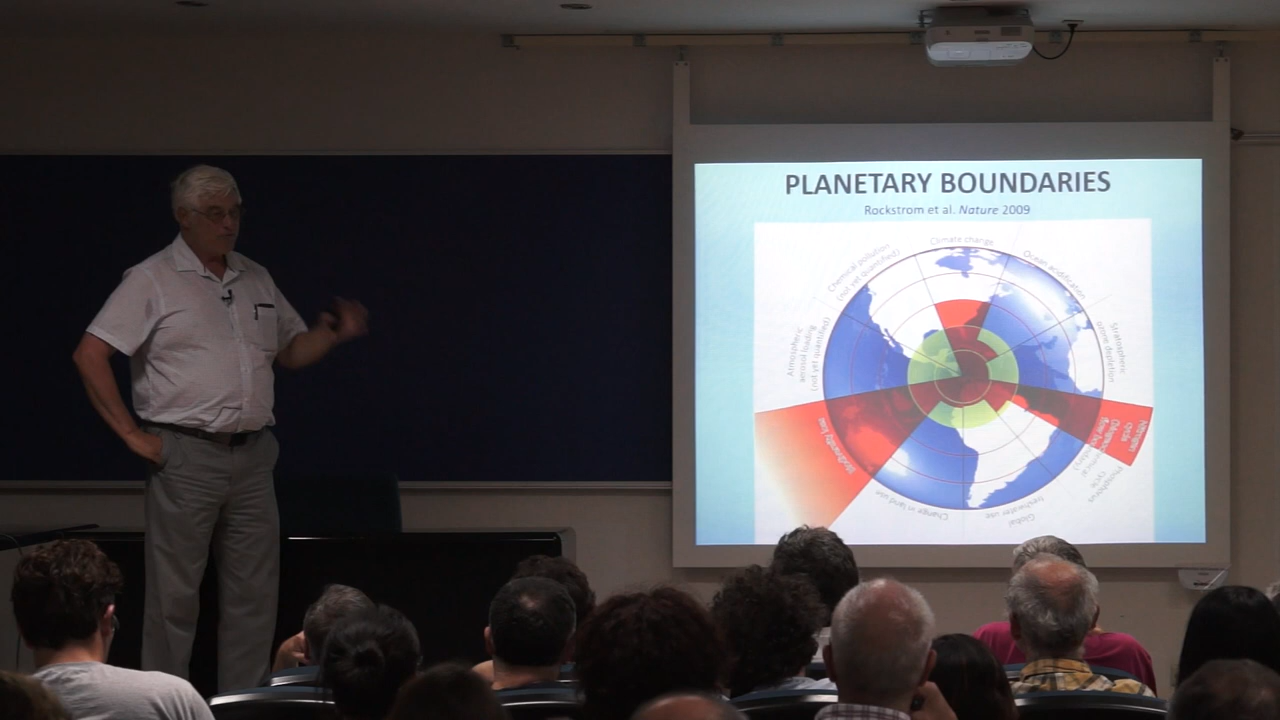 PLANETARY BOUNDARIES
Rockstrom et al. Nature 2009
Climate change
Ocean acidification
Stratospheric
ozone depletion
Nitrogen
cycle
Phosphorus
cycle
Global
freshwater use
Change in land use
Biodiversity loss
Atmospheric
aerosol loading
(not yet quantified)
Chemical pollution
(not yet quantified)